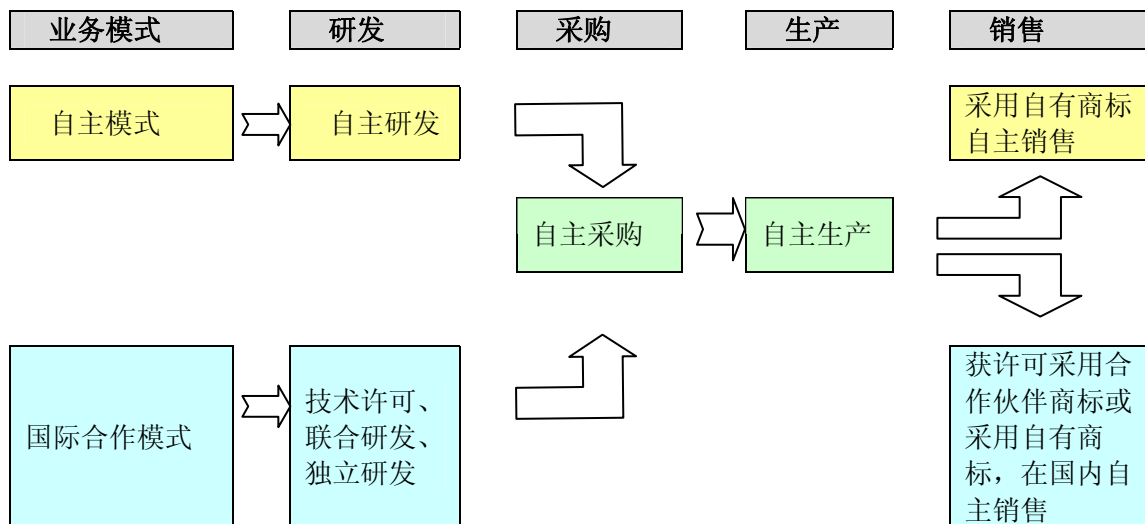 业务模式
研发
采购
生产
销售
自主模式
自主研发
采用自有商标
自主销售
自主采购
自主生产
国际合作模式
技术许可、
联合研发、
独立研发
获许可采用合
作伙伴商标或
采用自有商
标，在国内自
主销售